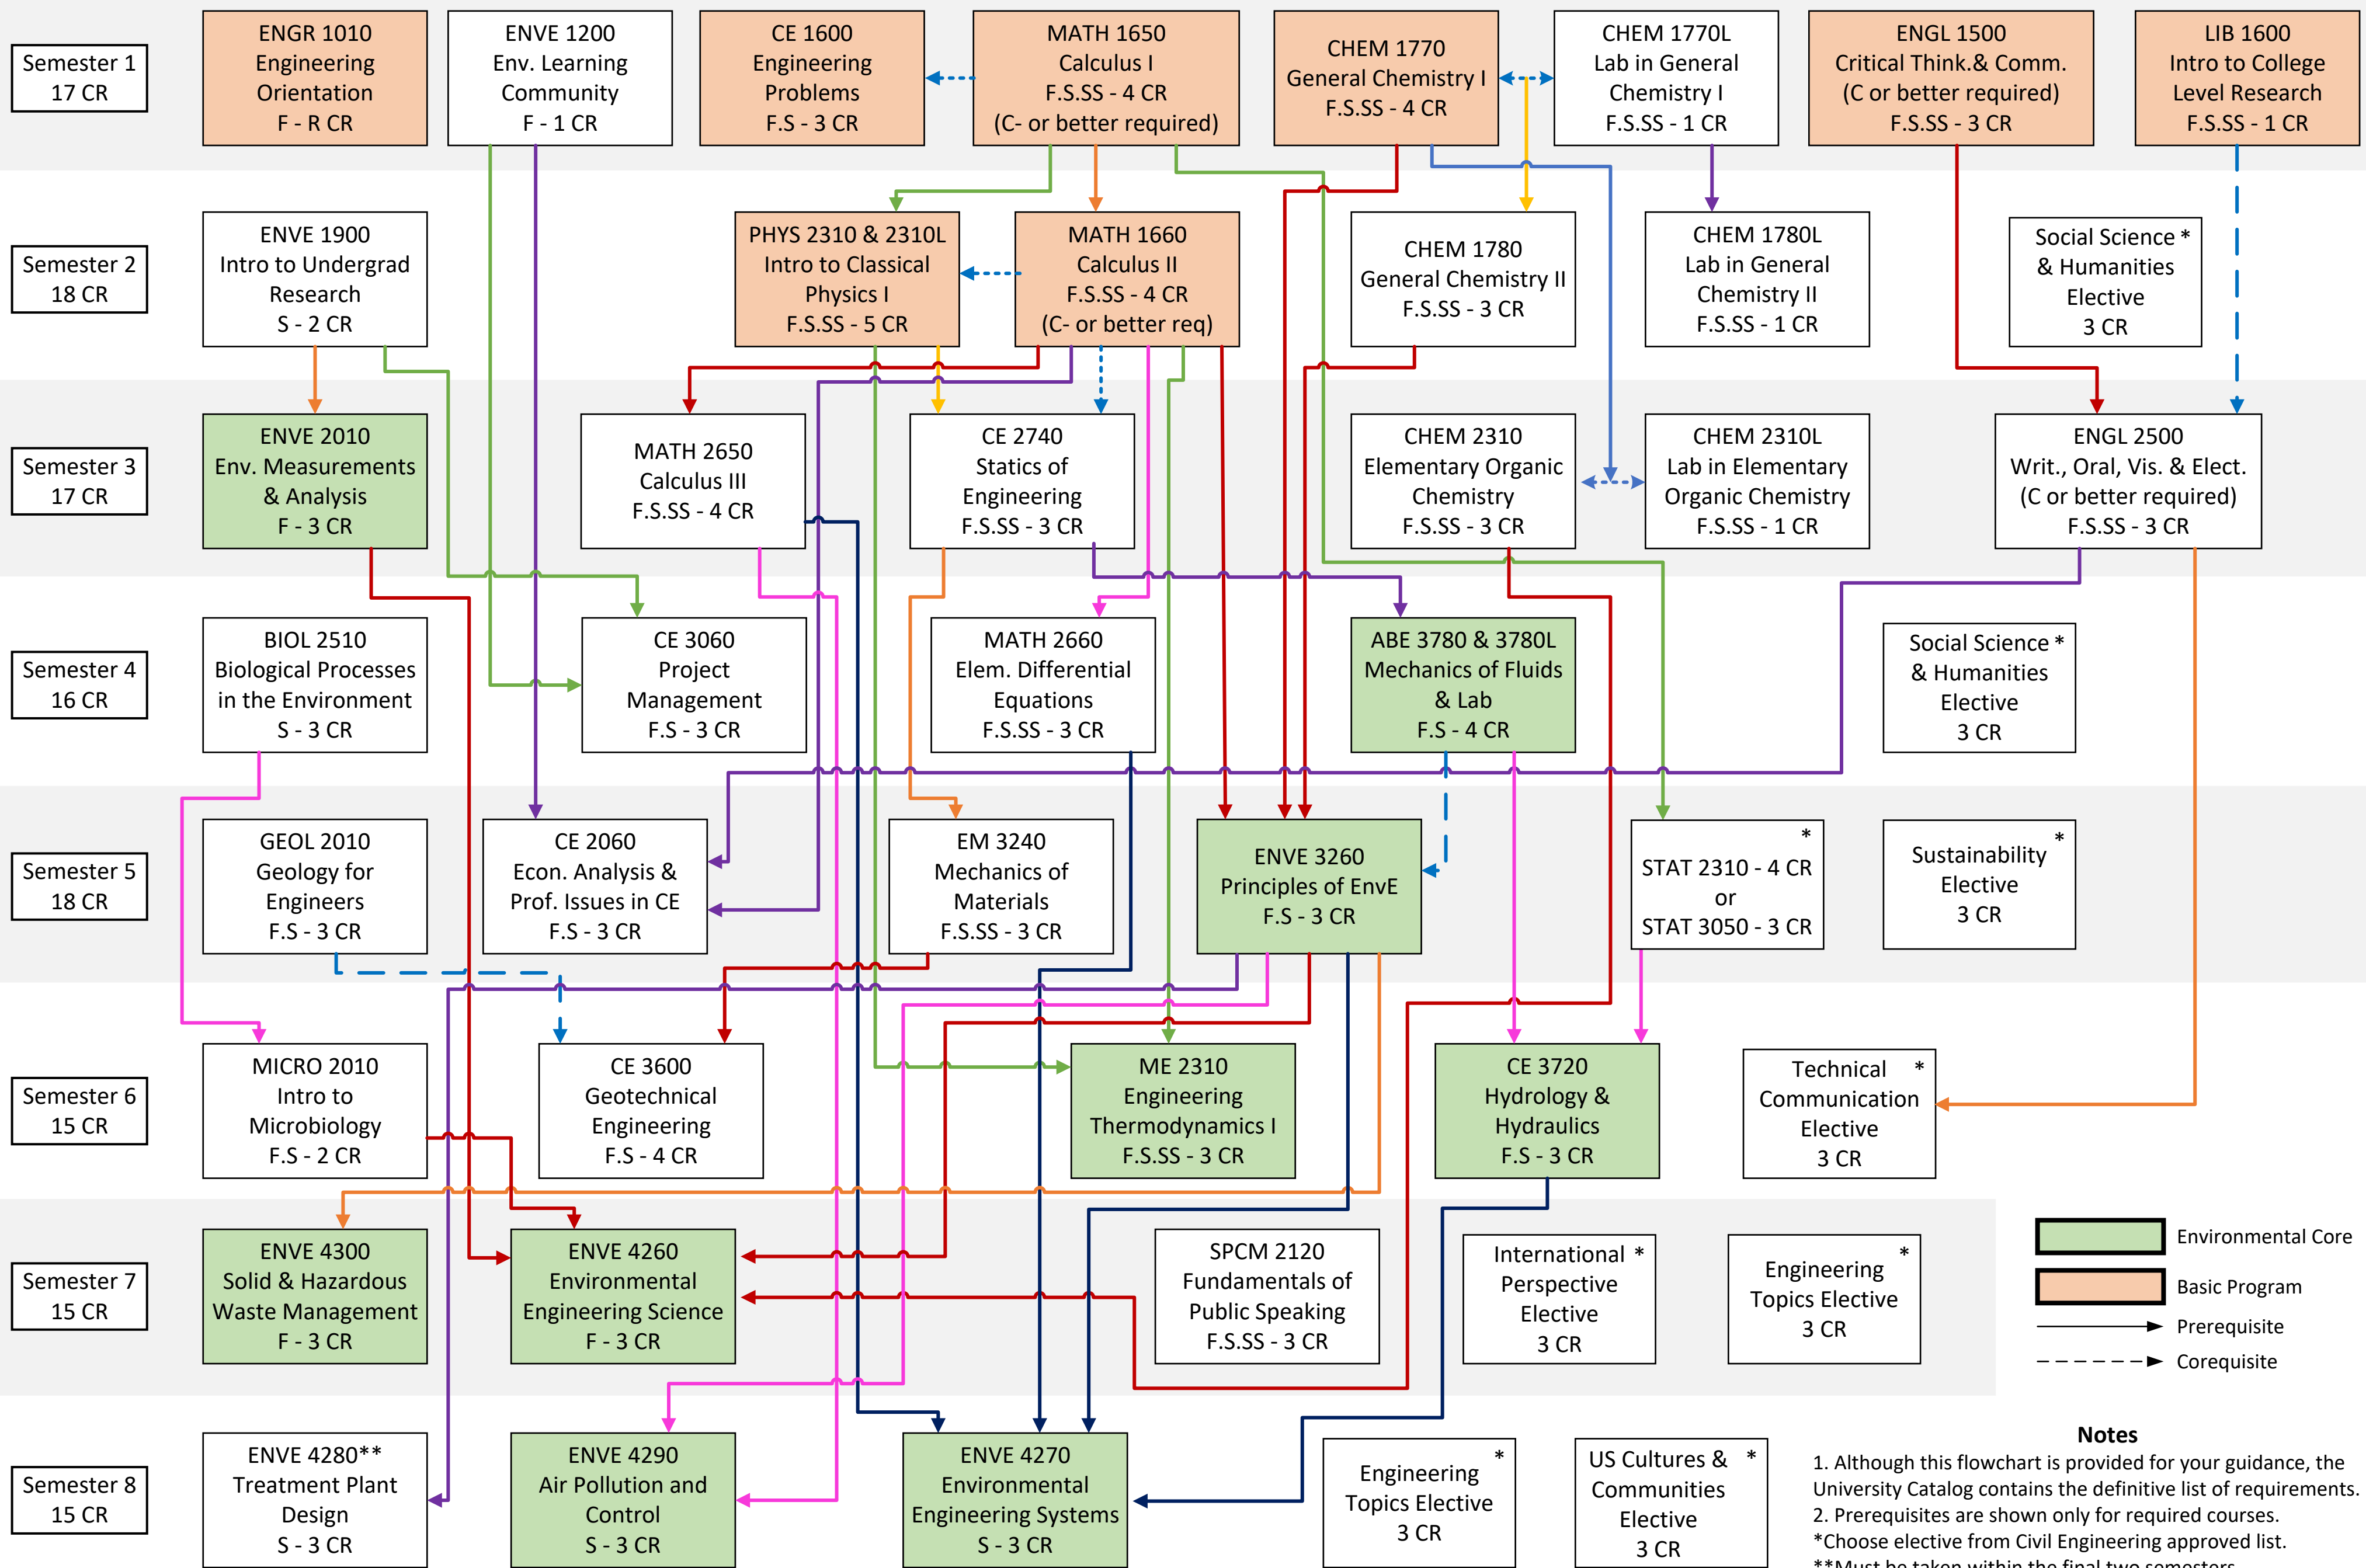 Semester 1
17 CR
ENGR 1010
Engineering
Orientation
F - R CR
ENVE 1200
Env. Learning
Community
F - 1 CR
CE 1600
Engineering
Problems
F.S - 3 CR
MATH 1650
Calculus I
F.S.SS - 4 CR
(C- or better required)
CHEM 1770
General Chemistry I
F.S.SS - 4 CR
CHEM 1770L
Lab in General
Chemistry I
F.S.SS - 1 CR
ENGL 1500
Critical Think.& Comm.
(C or better required)
F.S.SS - 3 CR
LIB 1600
Intro to College
Level Research
F.S.SS - 1 CR
Semester 2
18 CR
ENVE 1900
Intro to Undergrad
Research
S - 2 CR
PHYS 2310 & 2310L
Intro to Classical
Physics I
F.S.SS - 5 CR
MATH 1660
Calculus II
F.S.SS - 4 CR
(C- or better req)
CHEM 1780
General Chemistry II
F.S.SS - 3 CR
CHEM 1780L
Lab in General
Chemistry II
F.S.SS - 1 CR
Social Science *
& Humanities
Elective
3 CR
Semester 3
17 CR
ENVE 2010
Env. Measurements
& Analysis
F - 3 CR
MATH 2650
Calculus III
F.S.SS - 4 CR
CE 2740
Statics of
Engineering
F.S.SS - 3 CR
CHEM 2310
Elementary Organic
Chemistry
F.S.SS - 3 CR
CHEM 2310L
Lab in Elementary
Organic Chemistry
F.S.SS - 1 CR
ENGL 2500
Writ., Oral, Vis. & Elect.
(C or better required)
F.S.SS - 3 CR
Semester 4
16 CR
BIOL 2510
Biological Processes
in the Environment
S - 3 CR
CE 3060
Project
Management
F.S - 3 CR
MATH 2660
Elem. Differential
Equations
F.S.SS - 3 CR
ABE 3780 & 3780L
Mechanics of Fluids
& Lab
F.S - 4 CR
Social Science *
& Humanities
Elective
3 CR
Semester 5
18 CR
GEOL 2010
Geology for
Engineers
F.S - 3 CR
CE 2060
Econ. Analysis &
Prof. Issues in CE
F.S - 3 CR
EM 3240
Mechanics of
Materials
F.S.SS - 3 CR
ENVE 3260
Principles of EnvE
F.S - 3 CR
*
STAT 2310 - 4 CR
or
STAT 3050 - 3 CR
*
Sustainability
Elective
3 CR
Semester 6
15 CR
MICRO 2010
Intro to
Microbiology
F.S - 2 CR
CE 3600
Geotechnical
Engineering
F.S - 4 CR
ME 2310
Engineering
Thermodynamics I
F.S.SS - 3 CR
CE 3720
Hydrology &
Hydraulics
F.S - 3 CR
Technical *
Communication
Elective
3 CR
Semester 7
15 CR
ENVE 4300
Solid & Hazardous
Waste Management
F - 3 CR
ENVE 4260
Environmental
Engineering Science
F - 3 CR
SPCM 2120
Fundamentals of
Public Speaking
F.S.SS - 3 CR
International *
Perspective
Elective
3 CR
*
Engineering
Topics Elective
3 CR
Environmental Core
Basic Program
Prerequisite
Corequisite
Semester 8
15 CR
ENVE 4280**
Treatment Plant
Design
S - 3 CR
ENVE 4290
Air Pollution and
Control
S - 3 CR
ENVE 4270
Environmental
Engineering Systems
S - 3 CR
*
Engineering
Topics Elective
3 CR
US Cultures & *
Communities
Elective
3 CR
Notes
1. Although this flowchart is provided for your guidance, the
University Catalog contains the definitive list of requirements.
2. Prerequisites are shown only for required courses.
*Choose elective from Civil Engineering approved list.
**Must be taken within the final two semesters